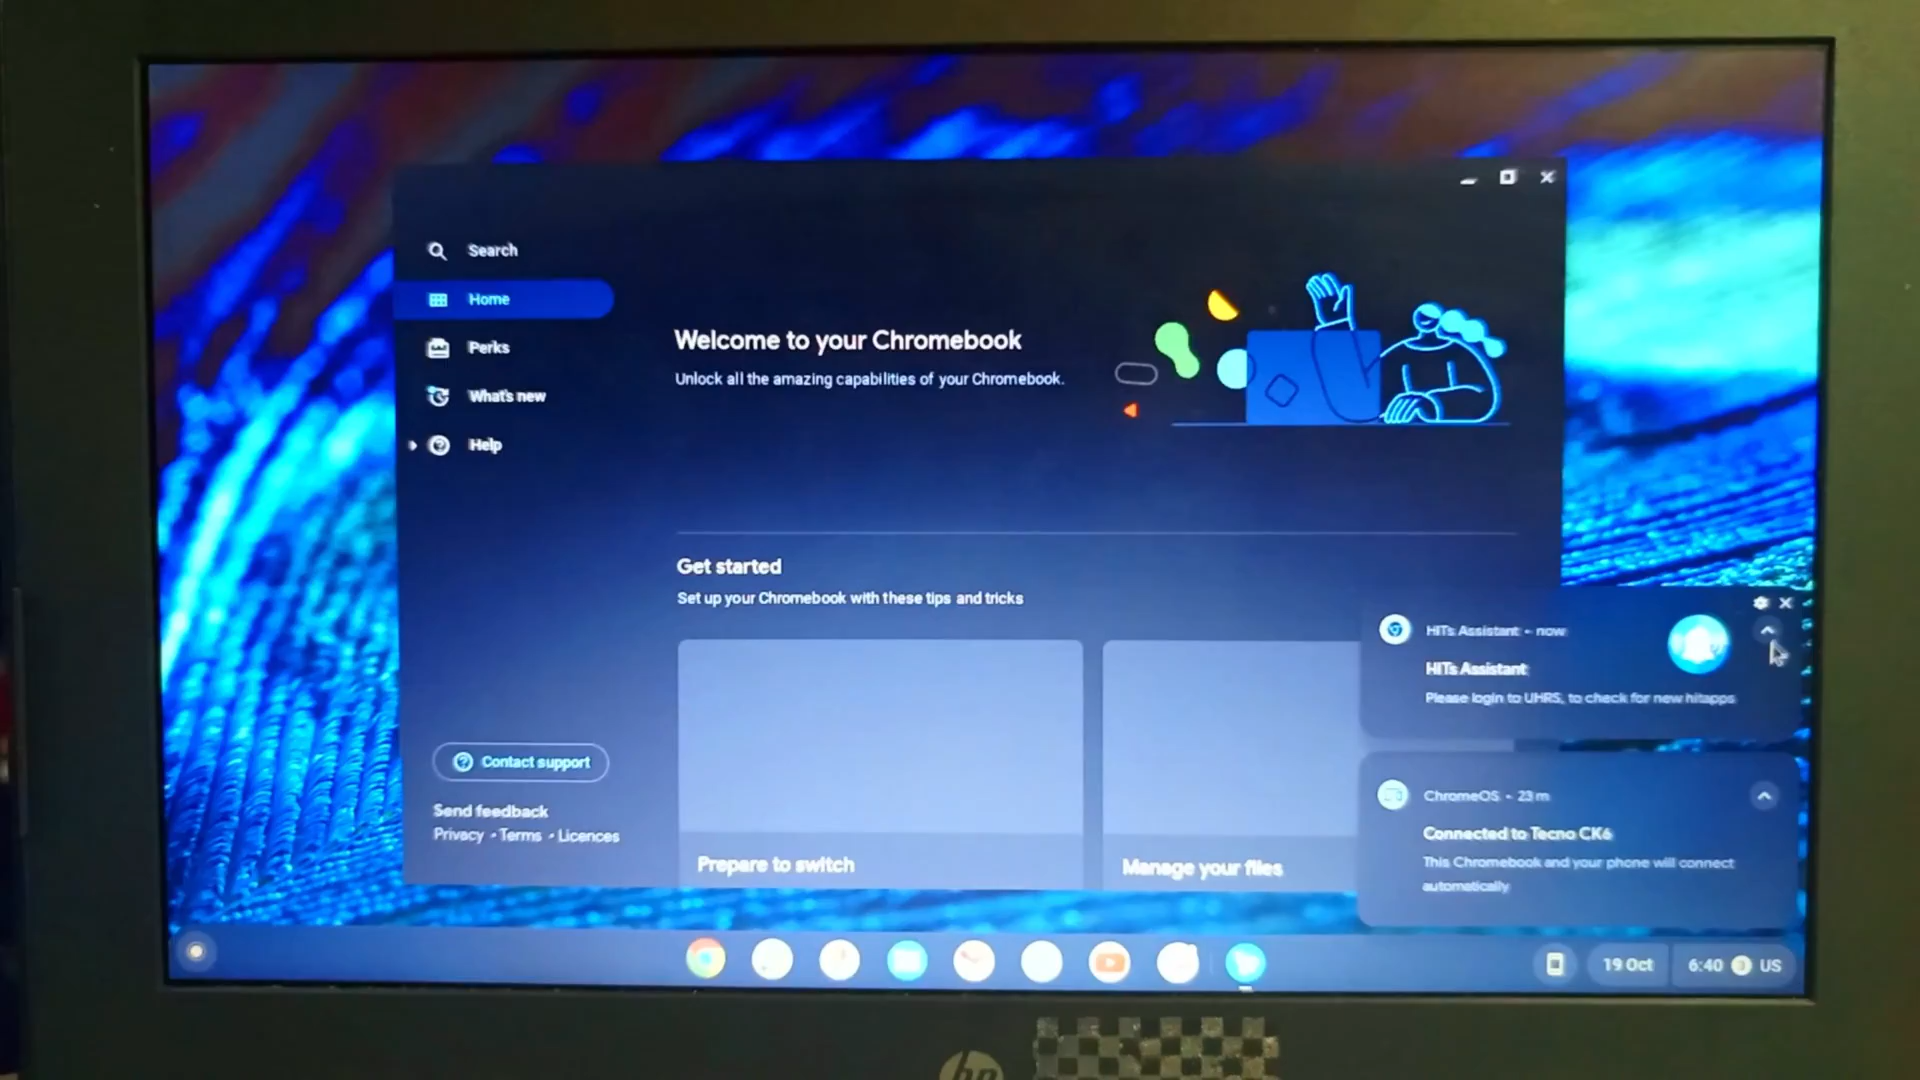 Search
Home
Perks
What's new
Help
Welcome to your Chromebook
Unlock all the amazing capabilities of your Chromebook.
Get started
Set up your Chromebook with these tips and tricks
Prepare to switch
Manage your files
Contact support
Send feedback
Privacy • Terms • Licences
HITs Assistant • now
HITs Assistant
Please login to UHRS, to check for new hitapps
ChromeOS • 23 m
Connected to Tecno CK6
This Chromebook and your phone will connect
automatically
19 Oct
6:40
US
hp